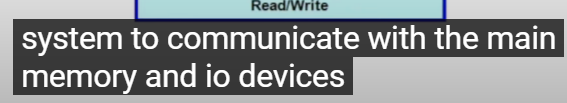 Read/Write
system to communicate with the main
memory and io devices